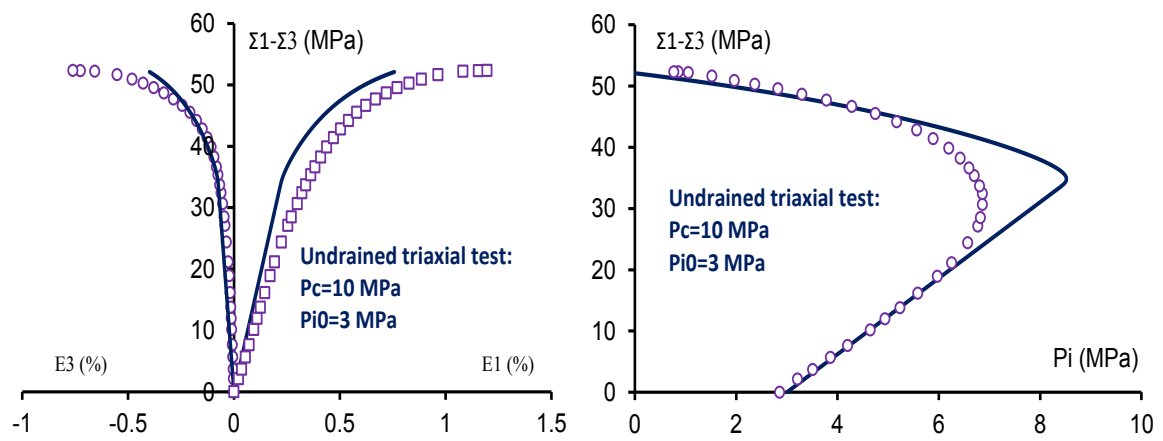 60
Σ1-Σ3 (MPa)
50
40
30
20
10
0
Undrained triaxial test:
Pc=10 MPa
Pi0=3 MPa
E3 (%)
E1 (%)
-1
-0.5
0
0.5
1
1.5
60
Σ1-Σ3 (MPa)
50
40
30
20
10
0
Undrained triaxial test:
Pc=10 MPa
Pi0=3 MPa
Pi (MPa)
0
2
4
6
8
10